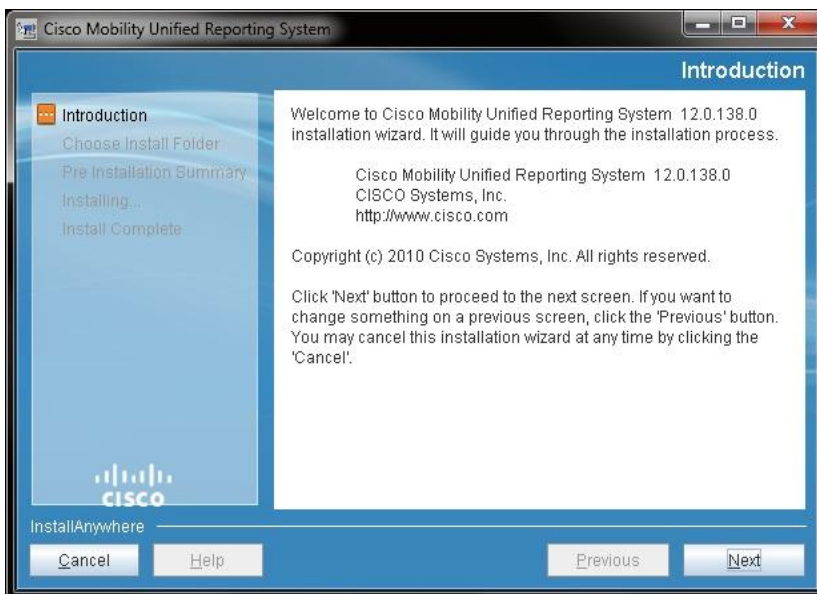 Cisco Mobility Unified Reporting System
Introduction
Introduction
Choose Install Folder
Pre Installation Summary
Installing...
Install Complete
CISCO
Welcome to Cisco Mobility Unified Reporting System 12.0.138.0
installation wizard. It will guide you through the installation process.
Cisco Mobility Unified Reporting System 12.0.138.0
CISCO Systems, Inc.
http://www.cisco.com
Copyright (c) 2010 Cisco Systems, Inc. All rights reserved.
Click 'Next' button to proceed to the next screen. If you want to
change something on a previous screen, click the 'Previous' button.
You may cancel this installation wizard at any time by clicking the
'Cancel'.
InstallAnywhere
Cancel
Help
Previous
Next